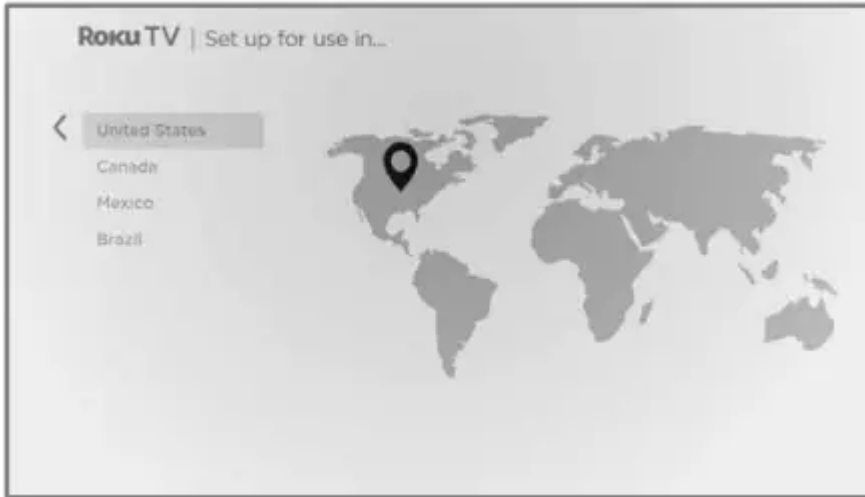 Roku TV | Set up for use in...
United States
Canada
Mexico
Brazil